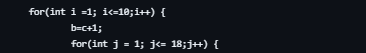 for(int i =1; i<=10;i++) {
b=c+1;
for(int j = 1; j<= 18;j++) {